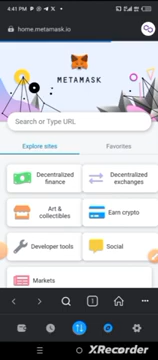 4:41 PM
home.metamask.io
METAMASK
Search or Type URL
Explore sites
Favorites
Decentralized finance
Decentralized exchanges
Art & collectibles
Earn crypto
Developer tools
Social
Markets
1
XRecorder